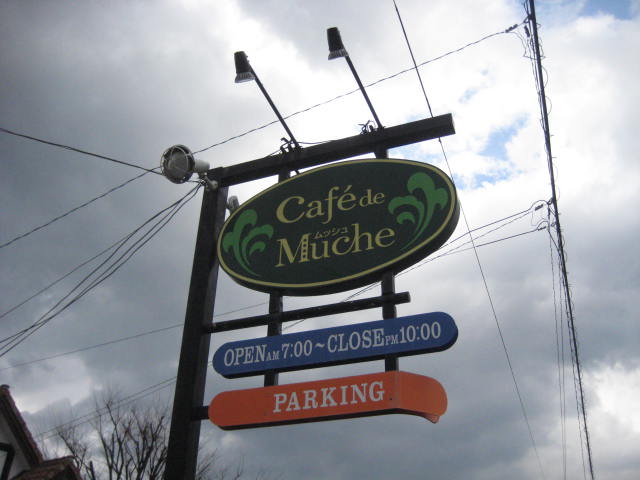 Café de
ムッシュ
Muche
OPEN AM 7:00~CLOSE PM 10:00
PARKING